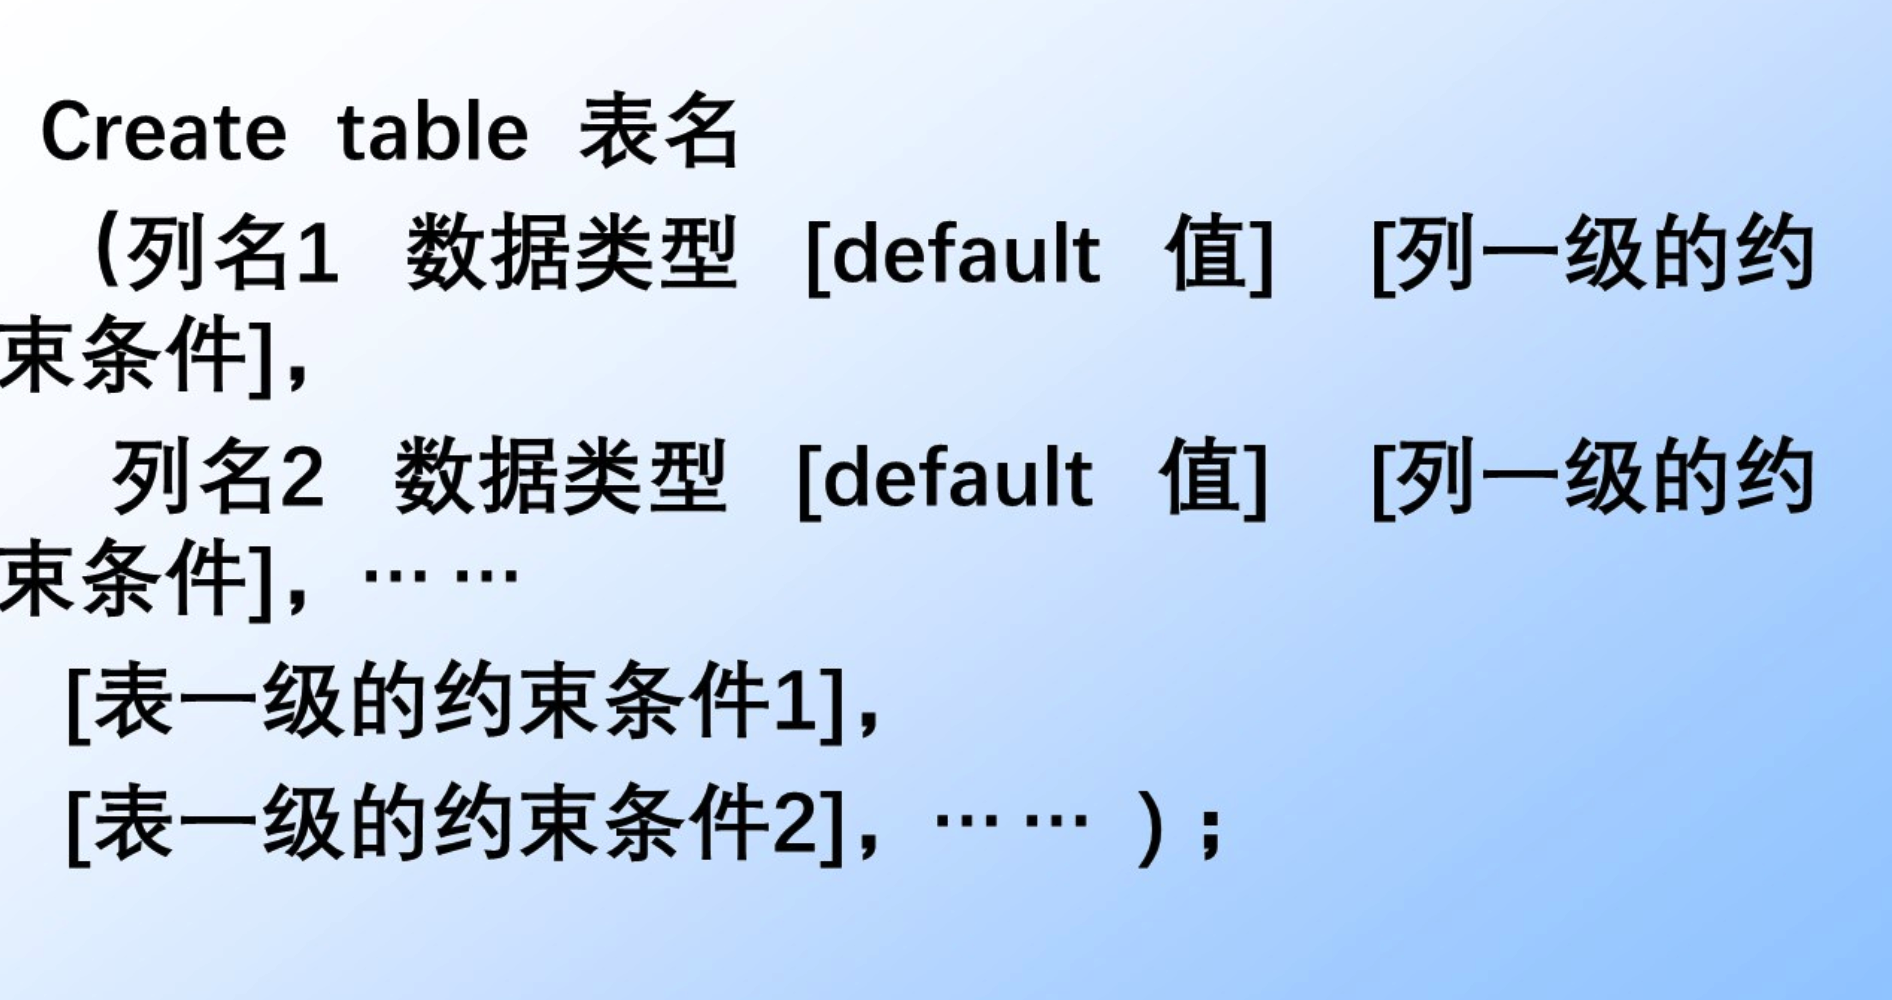 Create table 表名
(列名1 数据类型 [default 值] [列一级的约
束条件]，
列名2 数据类型 [default 值] [列一级的约
束条件]，……
[表一级的约束条件1]，
[表一级的约束条件2]，…… )；